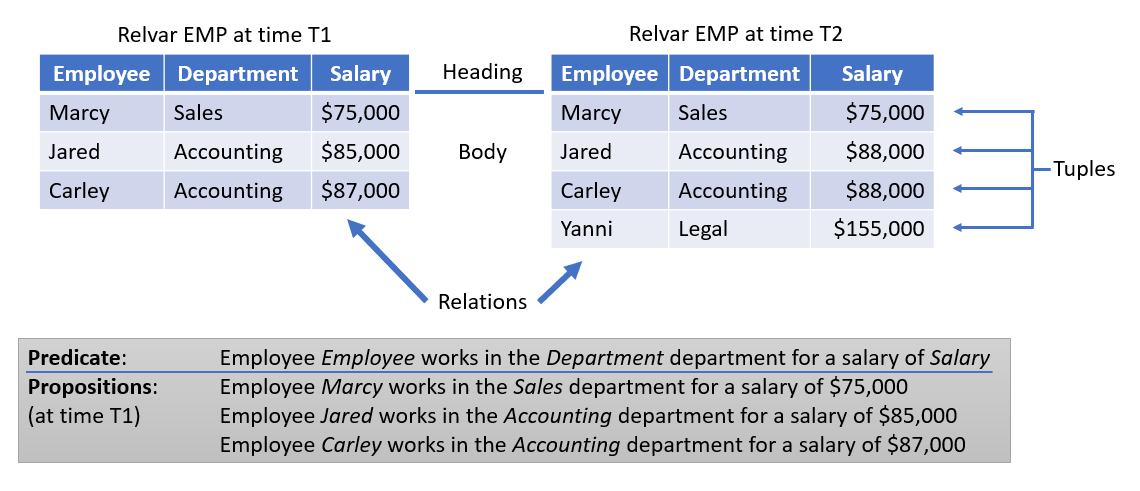 Relvar EMP at time T1
Employee Department Salary
Marcy Sales $75,000
Jared Accounting $85,000
Carley Accounting $87,000
Heading
Body
Relvar EMP at time T2
Employee Department Salary
Marcy Sales $75,000
Jared Accounting $88,000
Carley Accounting $88,000
Yanni Legal $155,000
Tuples
Relations
Predicate: Employee Employee works in the Department department for a salary of Salary
Propositions: Employee Marcy works in the Sales department for a salary of $75,000
(at time T1) Employee Jared works in the Accounting department for a salary of $85,000
Employee Carley works in the Accounting department for a salary of $87,000